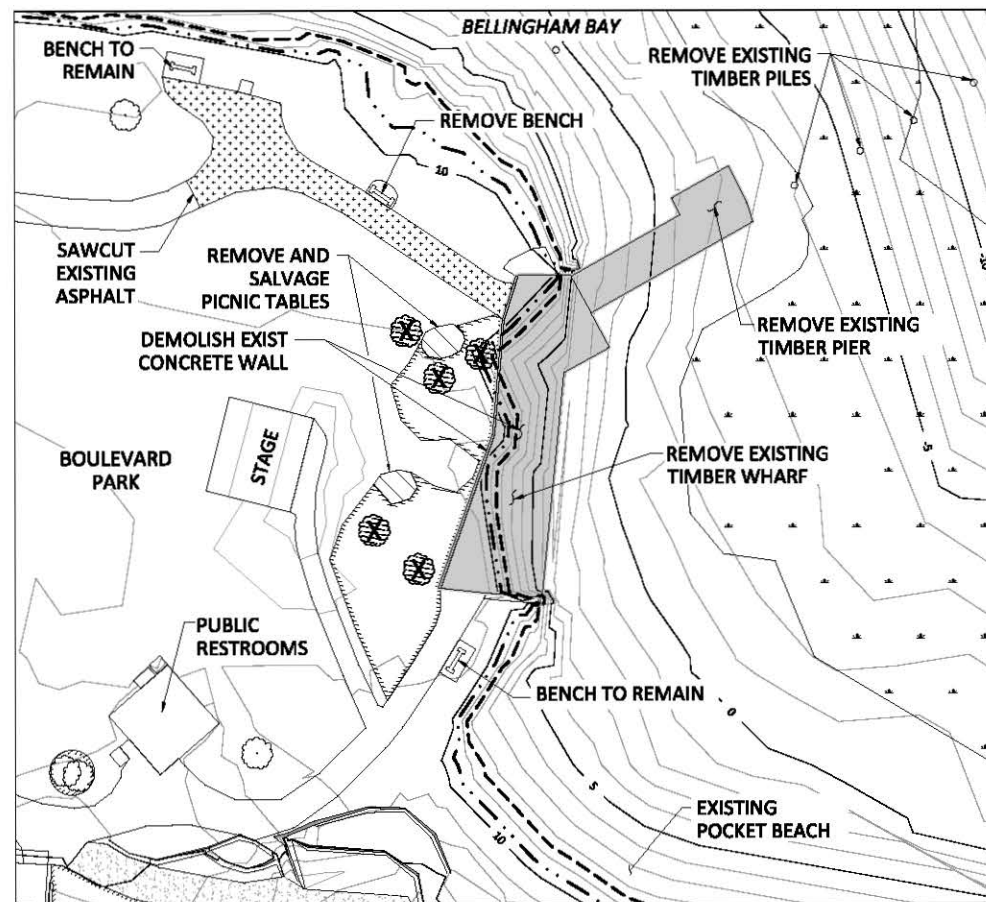 BELLINGHAM BAY
BENCH TO
REMAIN
REMOVE EXISTING
TIMBER PILES
REMOVE BENCH
10
SAWCUT
EXISTING
ASPHALT
REMOVE AND
SALVAGE
PICNIC TABLES
DEMOLISH EXIST
CONCRETE WALL
-10
REMOVE EXISTING
TIMBER PIER
X
X
X
BOULEVARD
PARK
STAGE
REMOVE EXISTING
TIMBER WHARF
-5
X
X
PUBLIC
RESTROOMS
BENCH TO REMAIN
0
5
10
EXISTING
POCKET BEACH